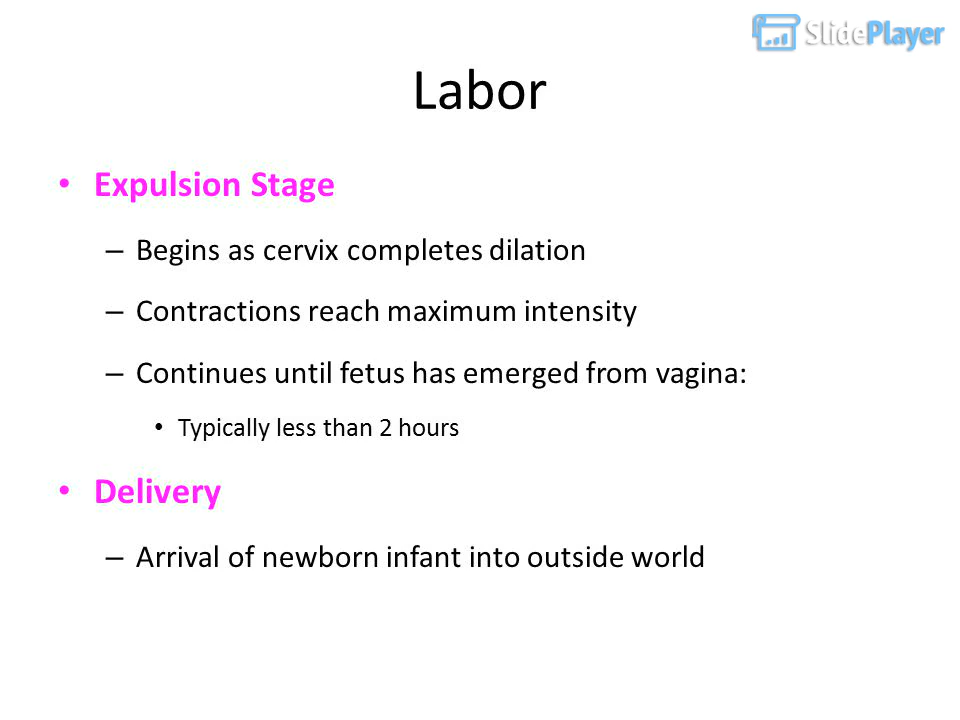 SlidePlayer
Labor
• Expulsion Stage
– Begins as cervix completes dilation
– Contractions reach maximum intensity
– Continues until fetus has emerged from vagina:
• Typically less than 2 hours
• Delivery
– Arrival of newborn infant into outside world